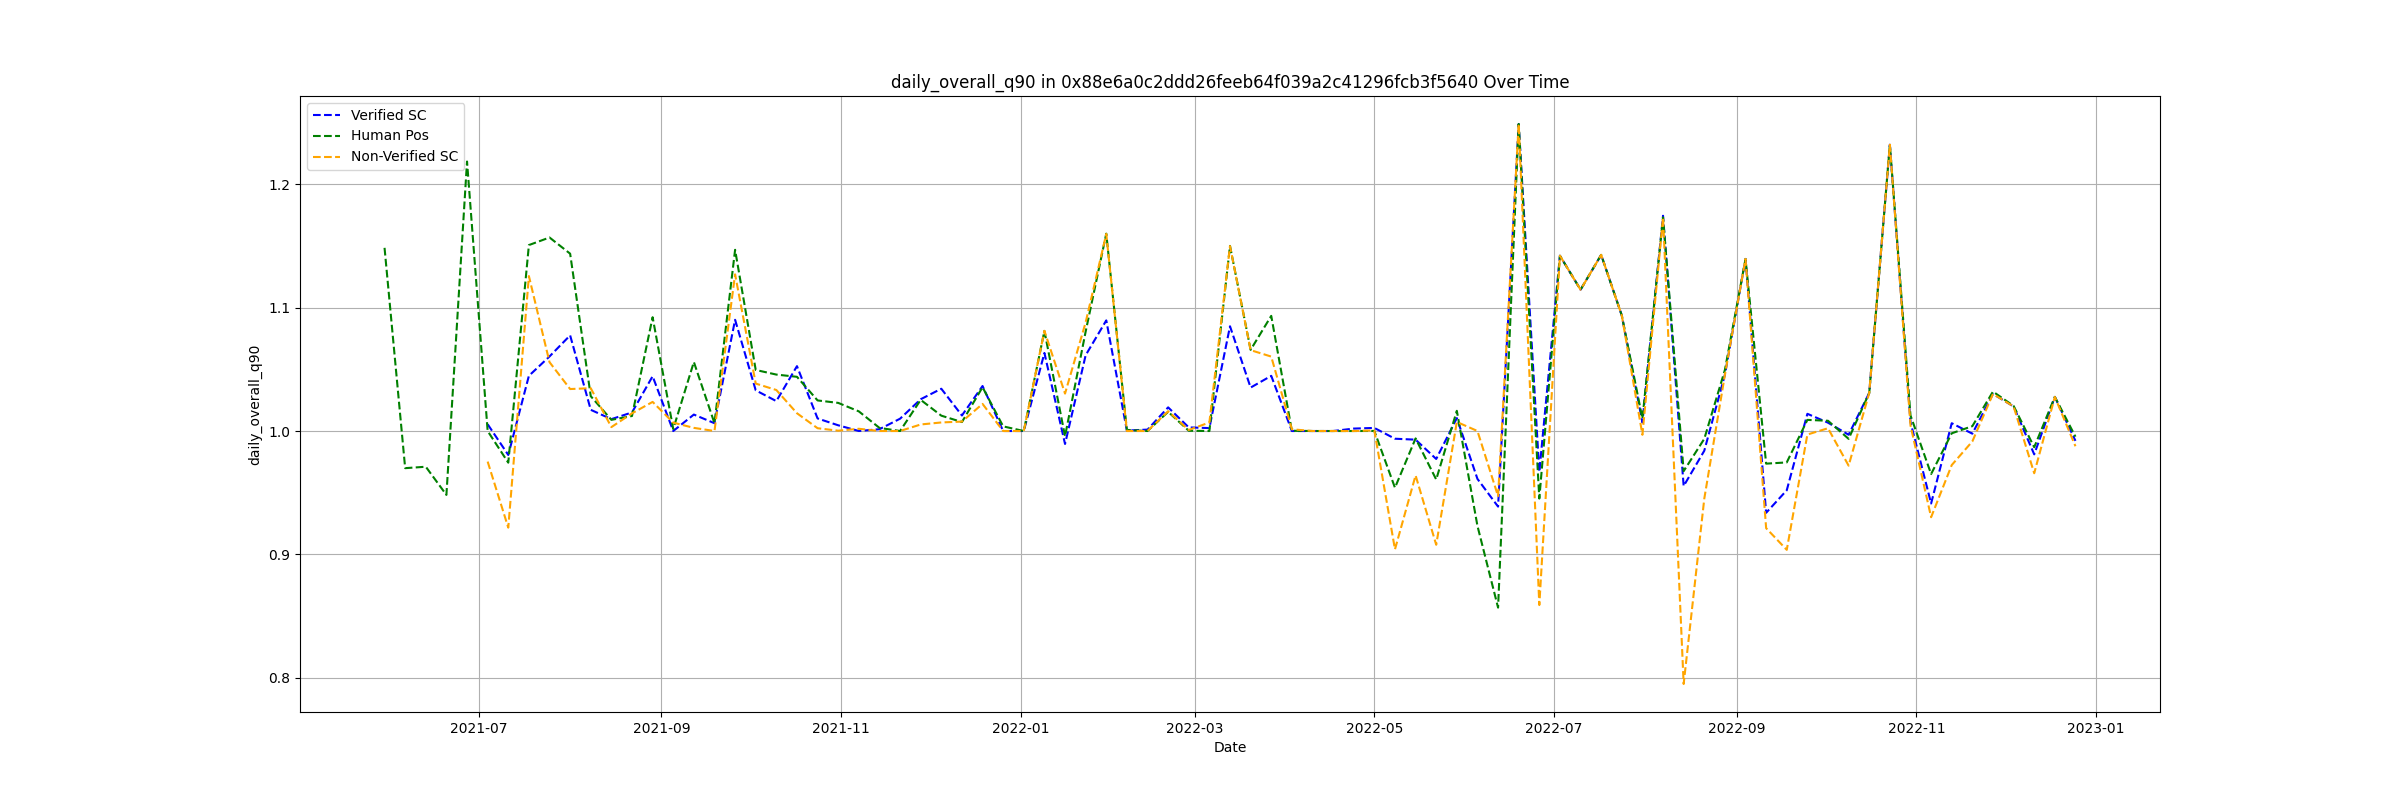 daily_overall_q90 in 0x88e6a0c2ddd26feeb64f039a2c41296fcb3f5640 Over Time
Verified SC
Human Pos
Non-Verified SC
daily_overall_q90
1.2
1.1
1.0
0.9
0.8
2021-07
2021-09
2021-11
2022-01
2022-03
2022-05
2022-07
2022-09
2022-11
2023-01
Date